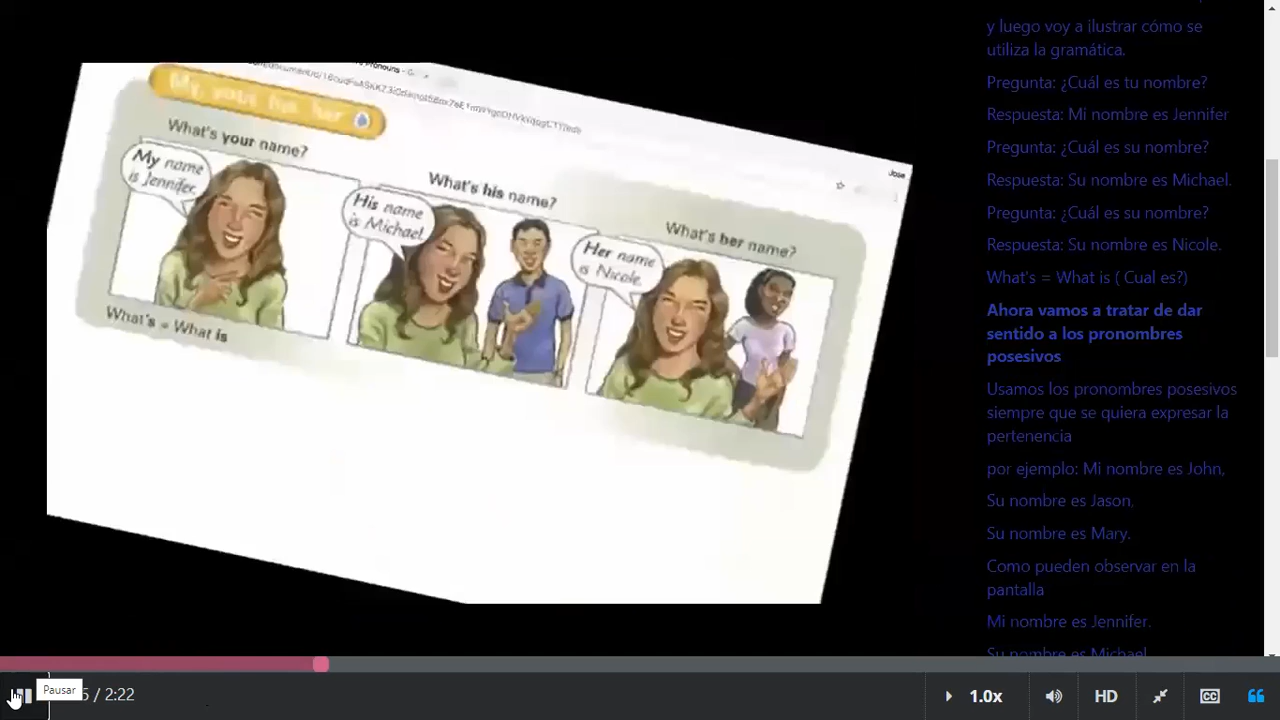 My, your, his, her
What's your name?
My name
is Jennifer.
What's his name?
His name
is Michael.
What's her name?
Her name
is Nicole.
What's = What is
Jose
y luego voy a ilustrar cómo se
utiliza la gramática.
Pregunta: ¿Cuál es tu nombre?
Respuesta: Mi nombre es Jennifer
Pregunta: ¿Cuál es su nombre?
Respuesta: Su nombre es Michael.
Pregunta: ¿Cuál es su nombre?
Respuesta: Su nombre es Nicole.
What's = What is ( Cual es?)
Ahora vamos a tratar de dar
sentido a los pronombres
posesivos
Usamos los pronombres posesivos
siempre que se quiera expresar la
pertenencia
por ejemplo: Mi nombre es John,
Su nombre es Jason,
Su nombre es Mary.
Como pueden observar en la
pantalla
Mi nombre es Jennifer.
Su nombre es Michael
Pausar
/ 2:22
1.0x
HD
CC